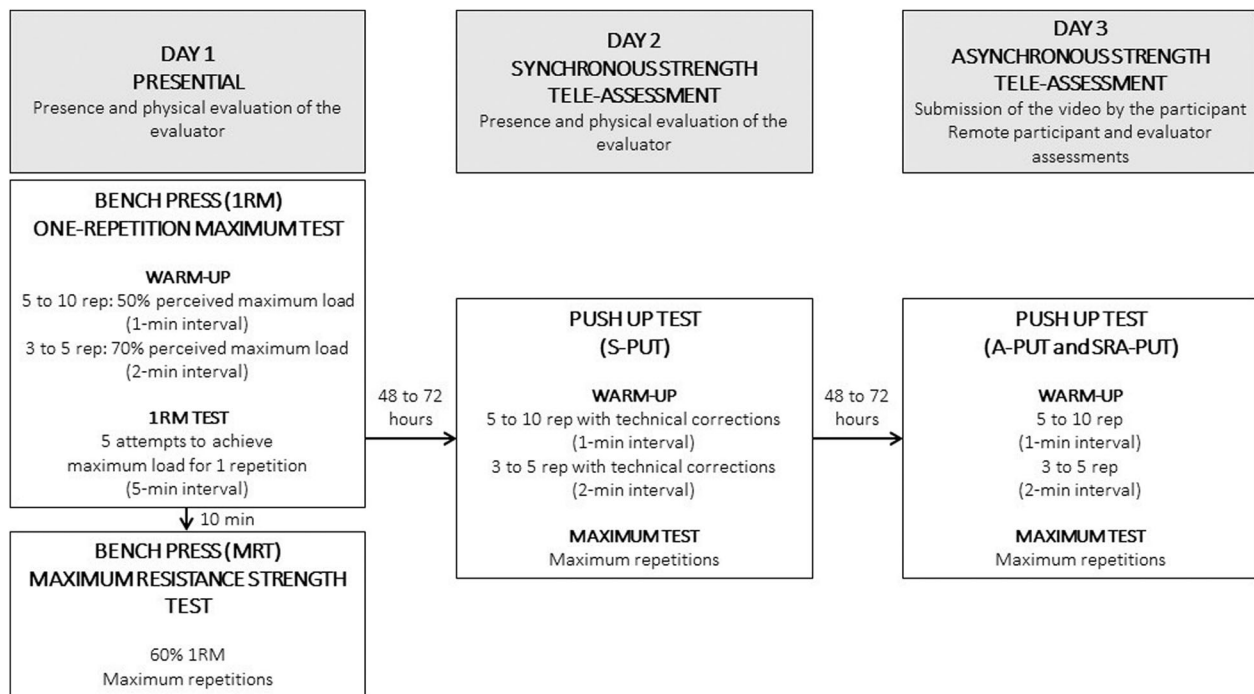 DAY 1
PRESENTIAL
Presence and physical evaluation of the
evaluator
BENCH PRESS (1RM)
ONE-REPETITION MAXIMUM TEST
WARM-UP
5 to 10 rep: 50% perceived maximum load
(1-min interval)
3 to 5 rep: 70% perceived maximum load
(2-min interval)
1RM TEST
5 attempts to achieve
maximum load for 1 repetition
(5-min interval)
10 min
BENCH PRESS (MRT)
MAXIMUM RESISTANCE STRENGTH
TEST
60% 1RM
Maximum repetitions
48 to 72
hours
DAY 2
SYNCHRONOUS STRENGTH
TELE-ASSESSMENT
Presence and physical evaluation of the
evaluator
PUSH UP TEST
(S-PUT)
WARM-UP
5 to 10 rep with technical corrections
(1-min interval)
3 to 5 rep with technical corrections
(2-min interval)
MAXIMUM TEST
Maximum repetitions
48 to 72
hours
DAY 3
ASYNCHRONOUS STRENGTH
TELE-ASSESSMENT
Submission of the video by the participant
Remote participant and evaluator
assessments
PUSH UP TEST
(A-PUT and SRA-PUT)
WARM-UP
5 to 10 rep
(1-min interval)
3 to 5 rep
(2-min interval)
MAXIMUM TEST
Maximum repetitions